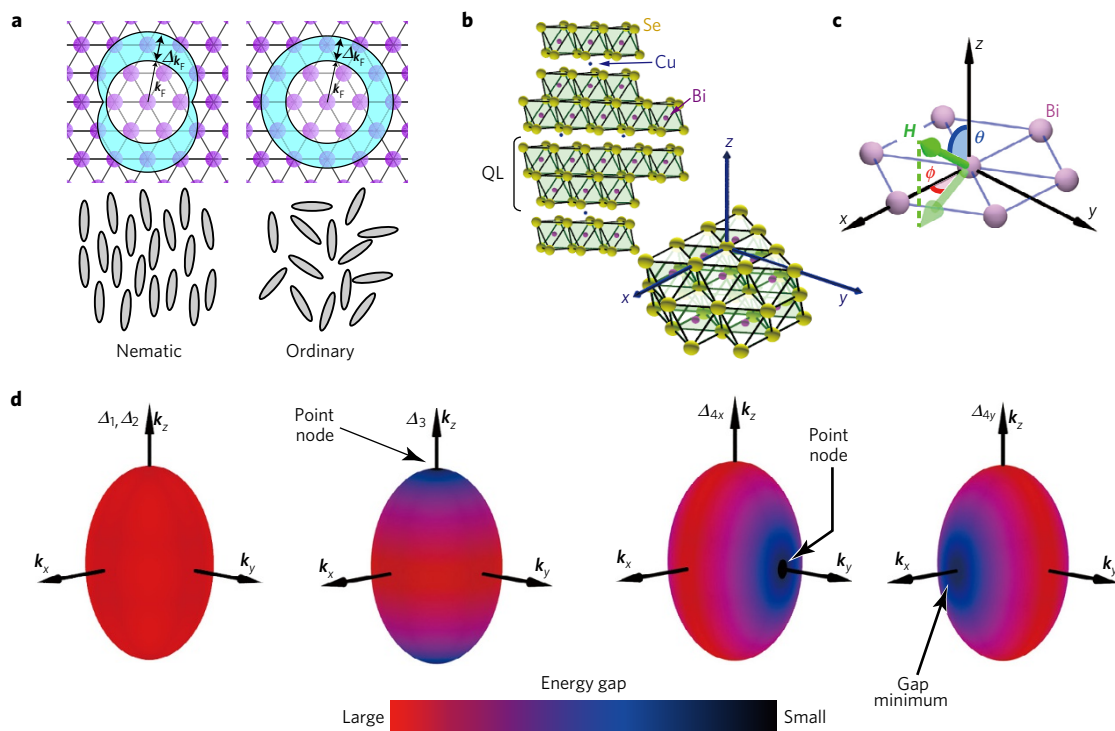 a
Δk_F
k_F
Δk_F
k_F
Nematic
Ordinary
b
Se
Cu
Bi
QL
z
x
y
c
z
Bi
H
θ
ϕ
x
y
d
Δ1, Δ2
k_z
k_x
k_y
Point
node
Δ3
k_z
k_x
k_y
Δ4x
k_z
Point
node
k_x
k_y
Δ4y
k_z
k_x
k_y
Gap
minimum
Energy gap
Large
Small